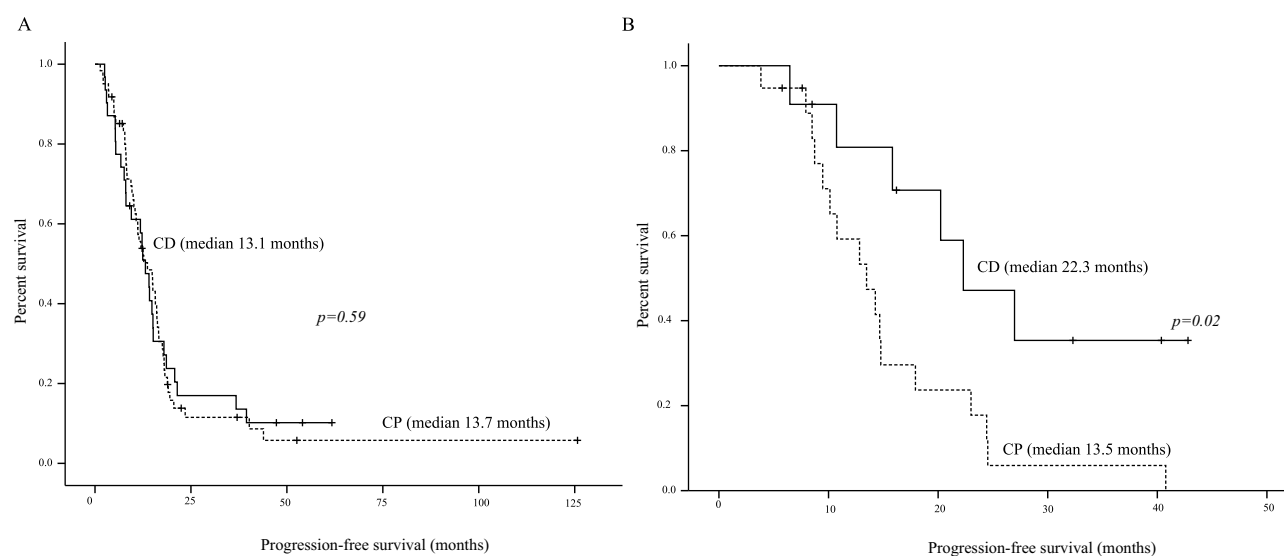 A
1.0
0.8
0.6
0.4
0.2
0.0
Percent survival
CD (median 13.1 months)
p=0.59
CP (median 13.7 months)
0 25 50 75 100 125
Progression-free survival (months)
B
1.0
0.8
0.6
0.4
0.2
0.0
Percent survival
CD (median 22.3 months)
p=0.02
CP (median 13.5 months)
0 10 20 30 40 50
Progression-free survival (months)